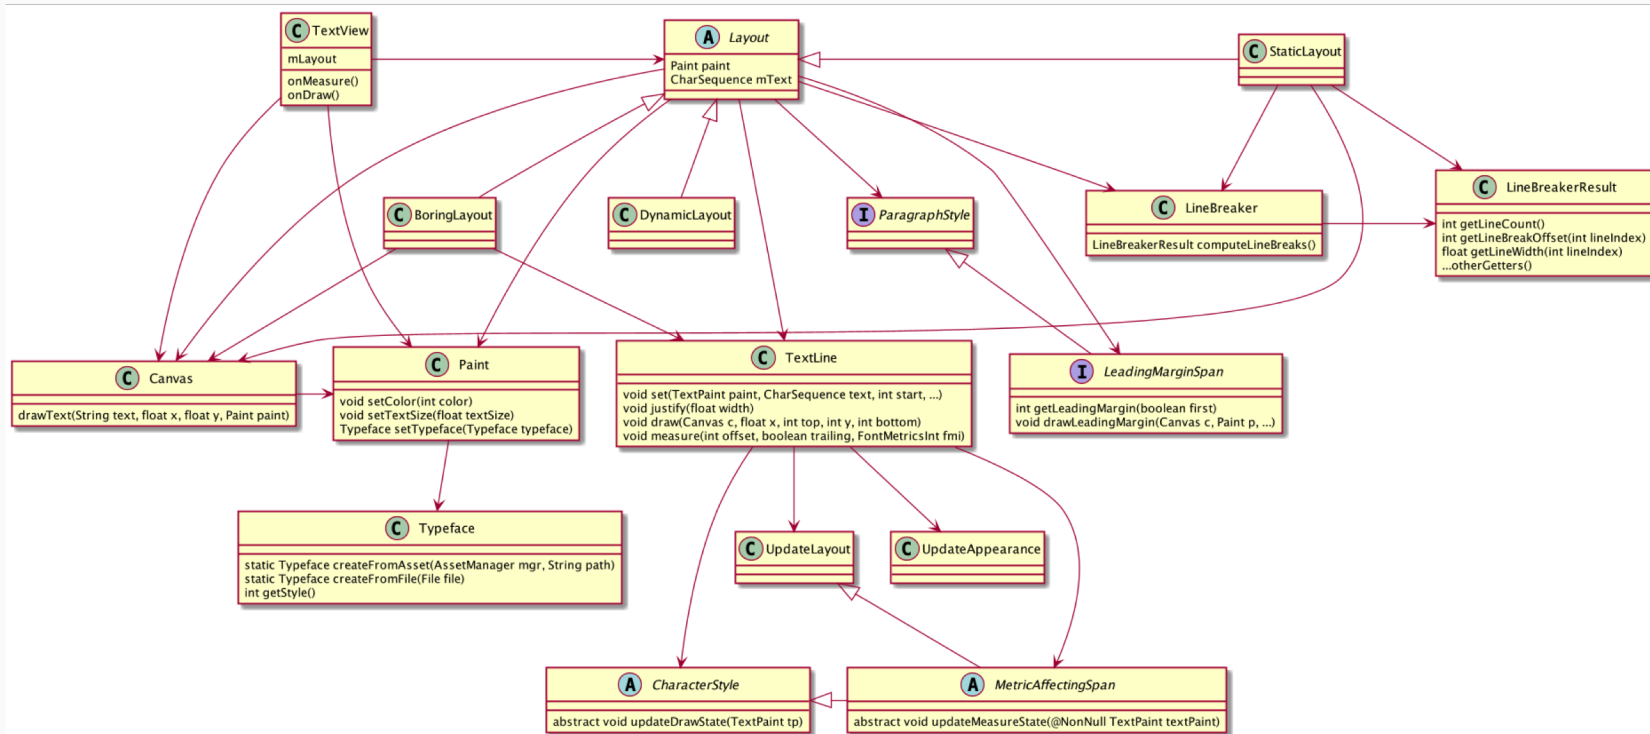 C TextView
mLayout
onMeasure()
onDraw()
A Layout
Paint paint
CharSequence mText
C StaticLayout
C BoringLayout
C DynamicLayout
I ParagraphStyle
C LineBreaker
LineBreakerResult computeLineBreaks()
C LineBreakerResult
int getLineCount()
int getLineBreakOffset(int lineIndex)
float getLineWidth(int lineIndex)
...otherGetters()
C Canvas
drawText(String text, float x, float y, Paint paint)
C Paint
void setColor(int color)
void setTextSize(float textSize)
Typeface setTypeface(Typeface typeface)
C TextLine
void set(TextPaint paint, CharSequence text, int start, ...)
void justify(float width)
void draw(Canvas c, float x, int top, int y, int bottom)
void measure(int offset, boolean trailing, FontMetricsInt fmi)
I LeadingMarginSpan
int getLeadingMargin(boolean first)
void drawLeadingMargin(Canvas c, Paint p, ...)
C Typeface
static Typeface createFromAsset(AssetManager mgr, String path)
static Typeface createFromFile(File file)
int getStyle()
C UpdateLayout
C UpdateAppearance
A CharacterStyle
abstract void updateDrawState(TextPaint tp)
A MetricAffectingSpan
abstract void updateMeasureState(@NonNull TextPaint textPaint)